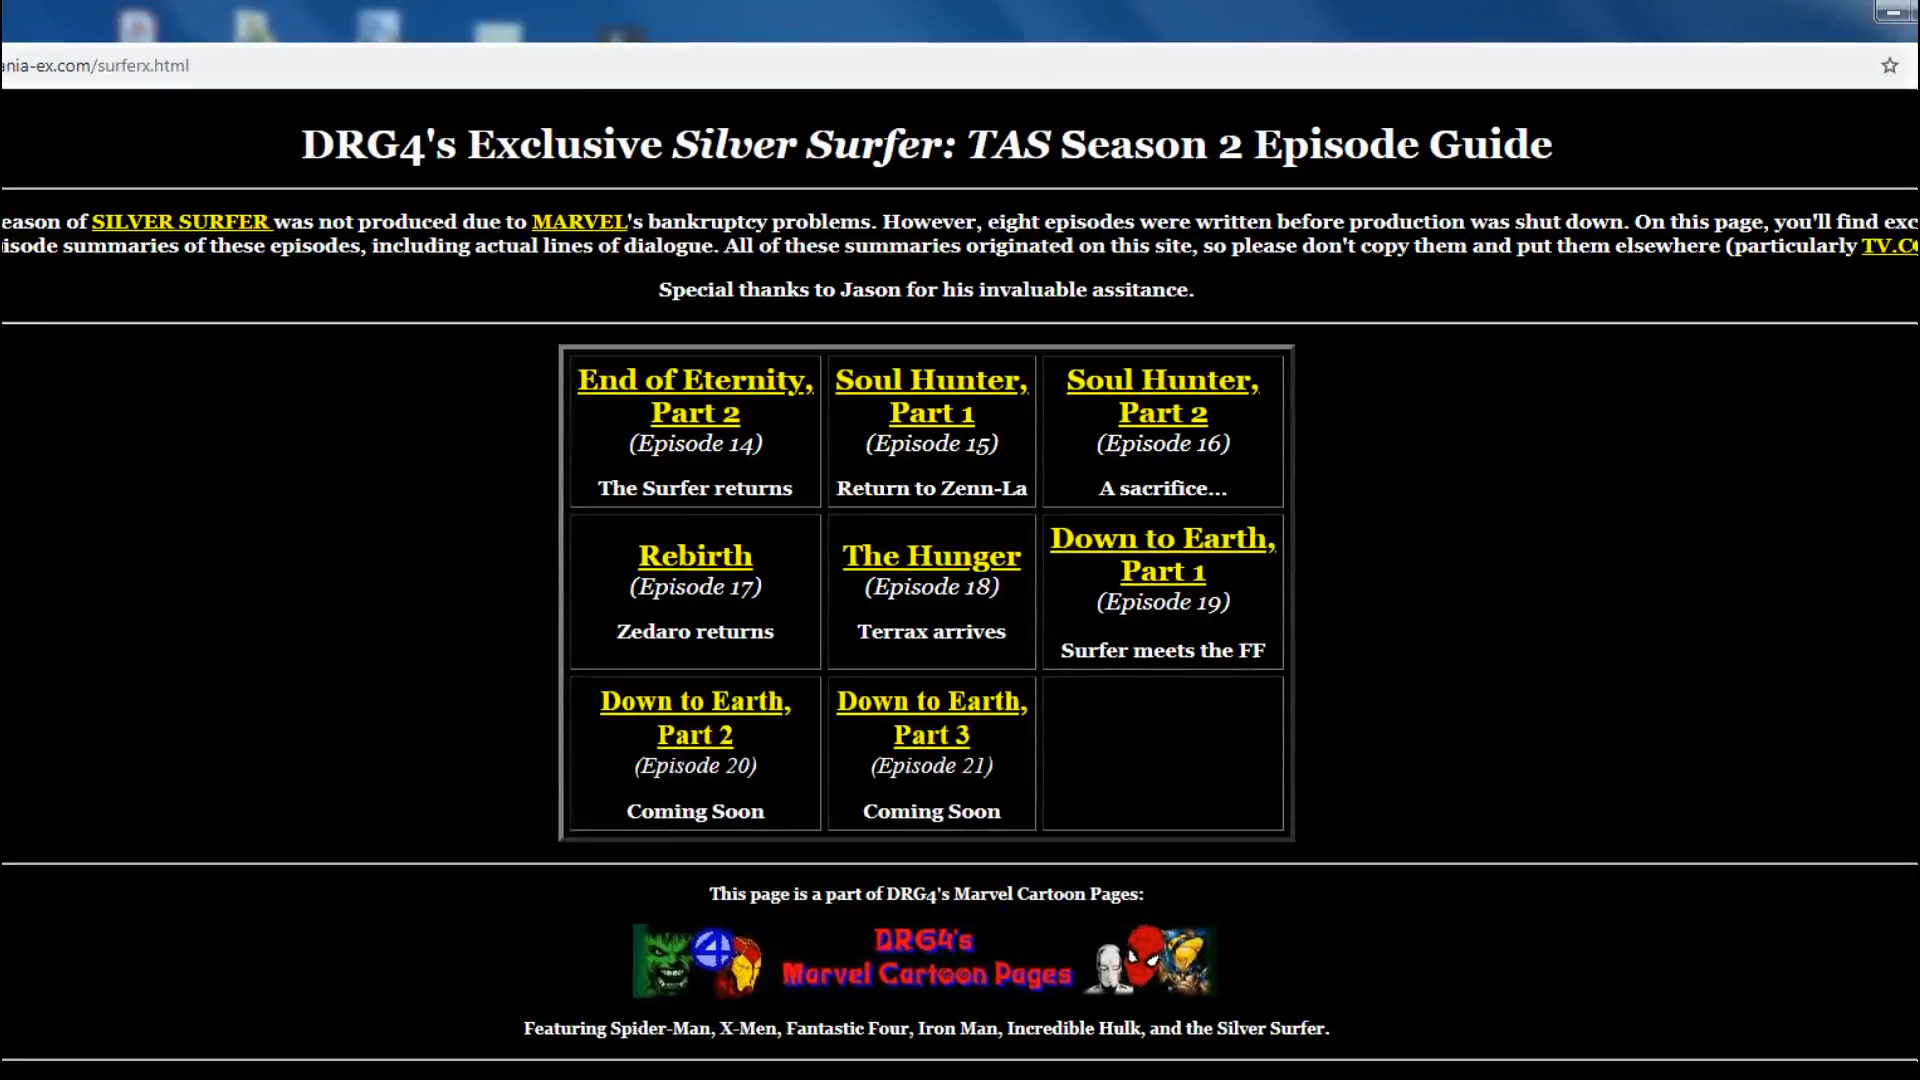 ania-ex.com/surferx.html
DRG4's Exclusive Silver Surfer: TAS Season 2 Episode Guide
eason of SILVER SURFER was not produced due to MARVEL's bankruptcy problems. However, eight episodes were written before production was shut down. On this page, you'll find exc
isode summaries of these episodes, including actual lines of dialogue. All of these summaries originated on this site, so please don't copy them and put them elsewhere (particularly TV.C
Special thanks to Jason for his invaluable assitance.
End of Eternity,
Part 2
(Episode 14)
The Surfer returns
Soul Hunter,
Part 1
(Episode 15)
Return to Zenn-La
Soul Hunter,
Part 2
(Episode 16)
A sacrifice...
Rebirth
(Episode 17)
Zedaro returns
The Hunger
(Episode 18)
Terrax arrives
Down to Earth,
Part 1
(Episode 19)
Surfer meets the FF
Down to Earth,
Part 2
(Episode 20)
Coming Soon
Down to Earth,
Part 3
(Episode 21)
Coming Soon
This page is a part of DRG4's Marvel Cartoon Pages:
4
DRG4's
Marvel Cartoon Pages
Featuring Spider-Man, X-Men, Fantastic Four, Iron Man, Incredible Hulk, and the Silver Surfer.